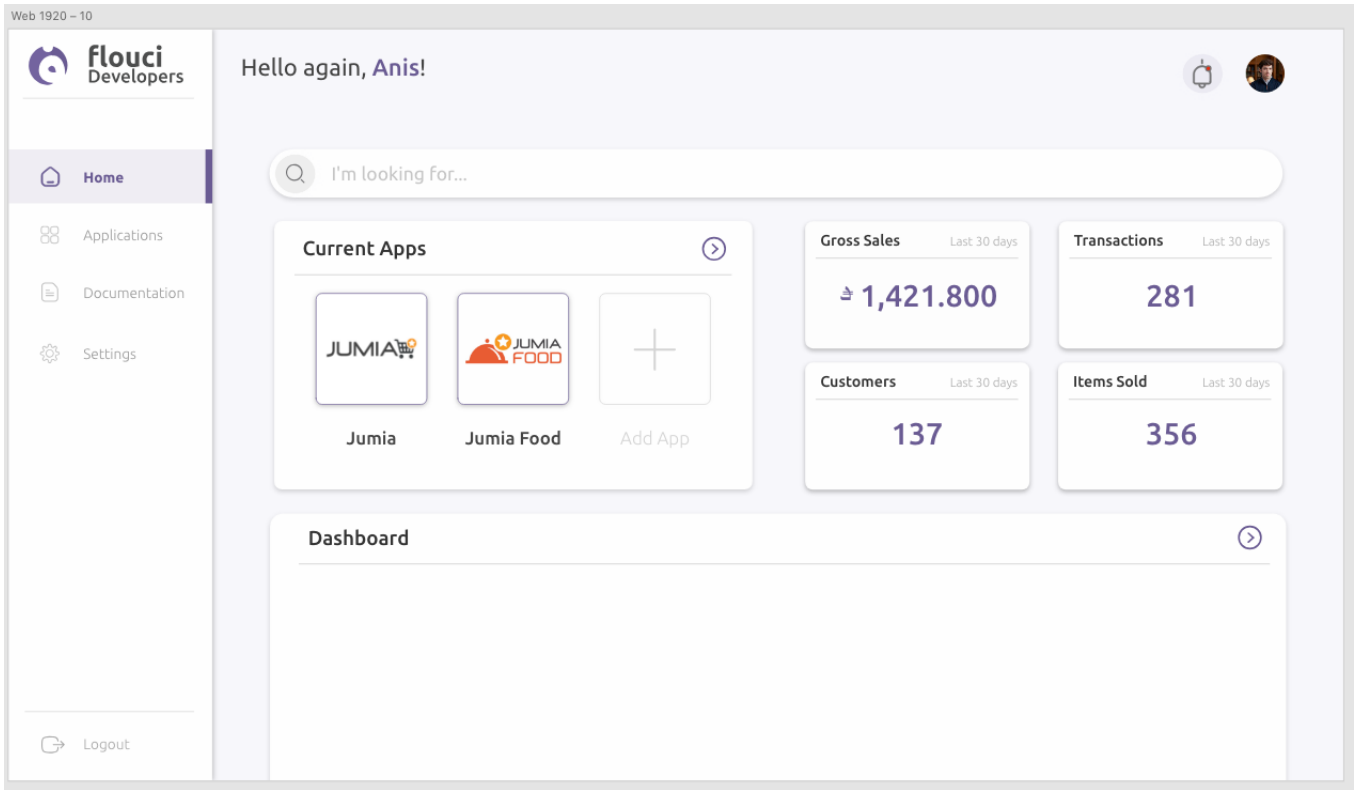 Web 1920 – 10
flouci
Developers
Hello again, Anis!
Home
Applications
Documentation
Settings
Logout
I'm looking for...
Current Apps
JUMIA
JUMIA
FOOD
Jumia
Jumia Food
Add App
Gross Sales
Last 30 days
1,421.800
Transactions
Last 30 days
281
Customers
Last 30 days
137
Items Sold
Last 30 days
356
Dashboard